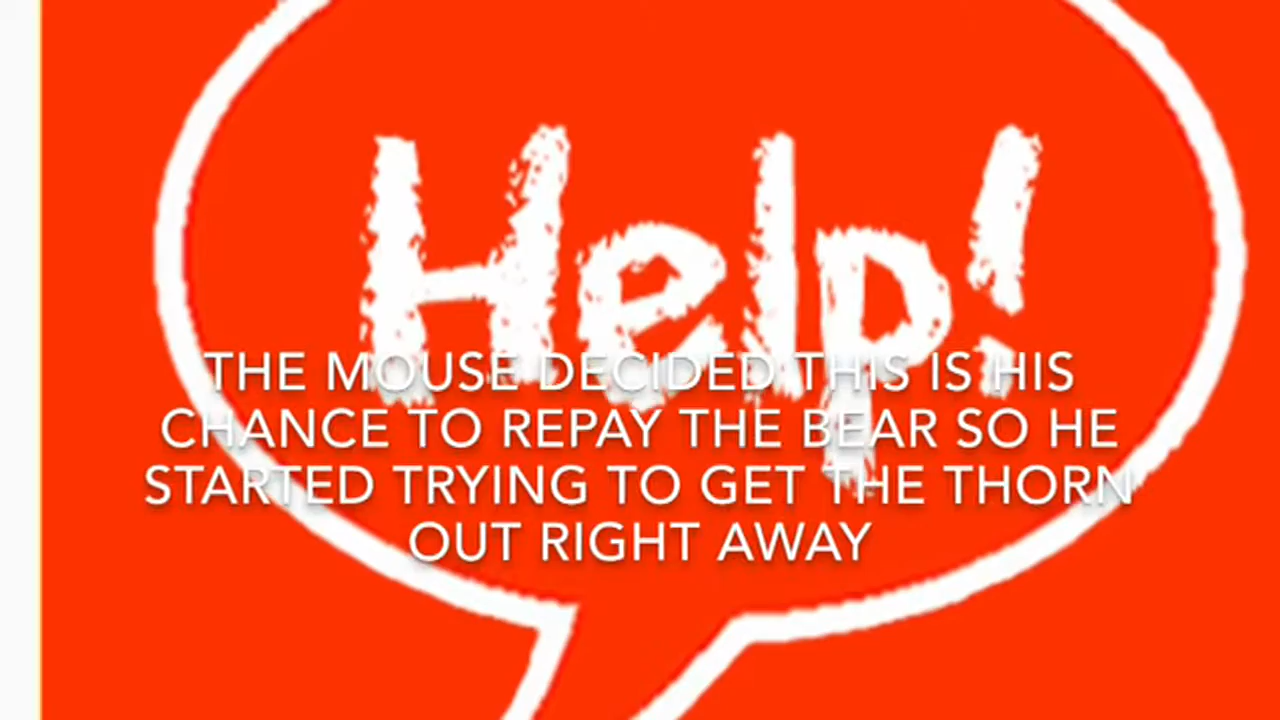 Help!
THE MOUSE DECIDED THIS IS HIS
CHANCE TO REPAY THE BEAR SO HE
STARTED TRYING TO GET THE THORN
OUT RIGHT AWAY